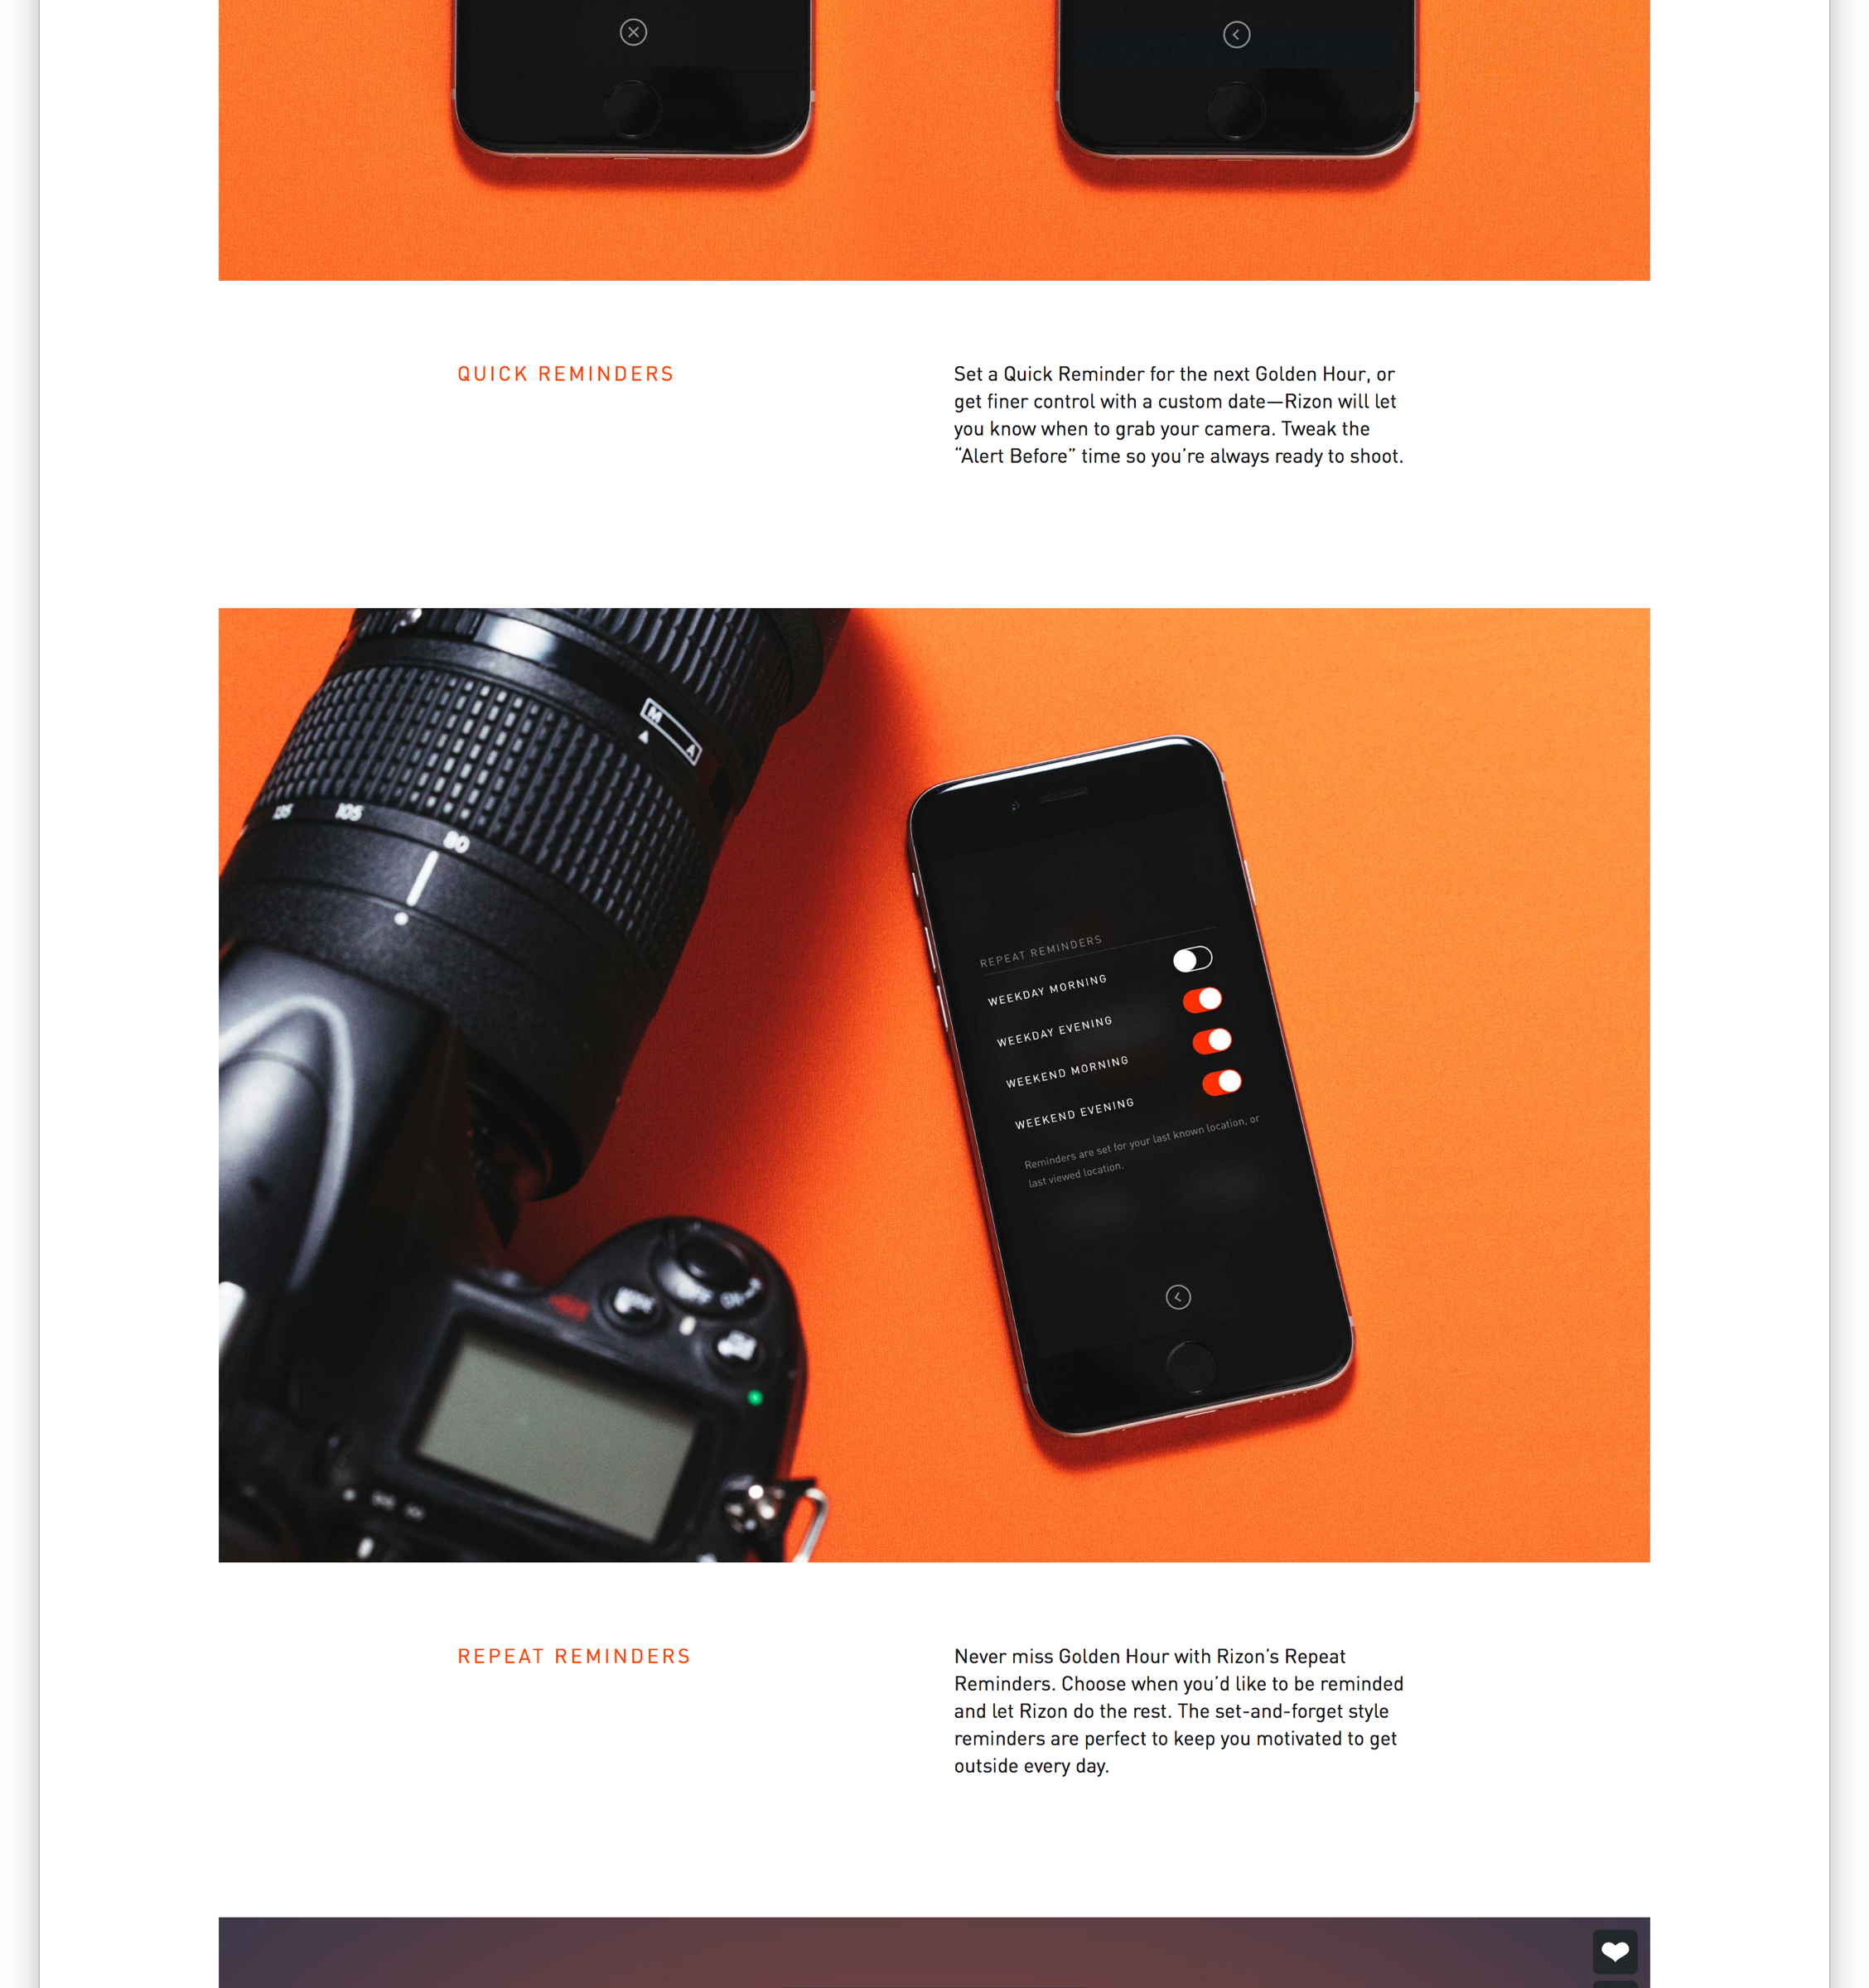 QUICK REMINDERS
Set a Quick Reminder for the next Golden Hour, or
get finer control with a custom date—Rizon will let
you know when to grab your camera. Tweak the
“Alert Before” time so you’re always ready to shoot.
M
A
135 105 80
REPEAT REMINDERS
WEEKDAY MORNING
WEEKDAY EVENING
WEEKEND MORNING
WEEKEND EVENING
Reminders are set for your last known location, or
last viewed location.
OFF ON
REPEAT REMINDERS
Never miss Golden Hour with Rizon’s Repeat
Reminders. Choose when you’d like to be reminded
and let Rizon do the rest. The set-and-forget style
reminders are perfect to keep you motivated to get
outside every day.